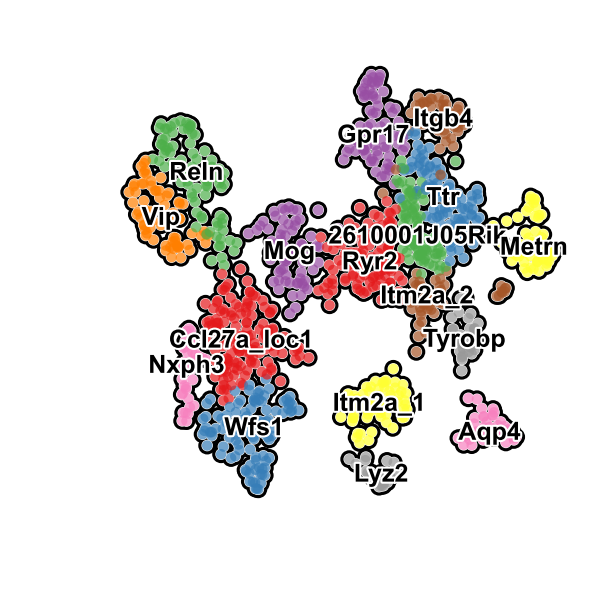 Itgb4
Gpr17
Reln
Ttr
Vip
2610001J05Rik
Metrn
Mog
Ryr2
Itm2a_2
Ccl27a_loc1
Tyrobp
Nxph3
Itm2a_1
Wfs1
Aqp4
Lyz2